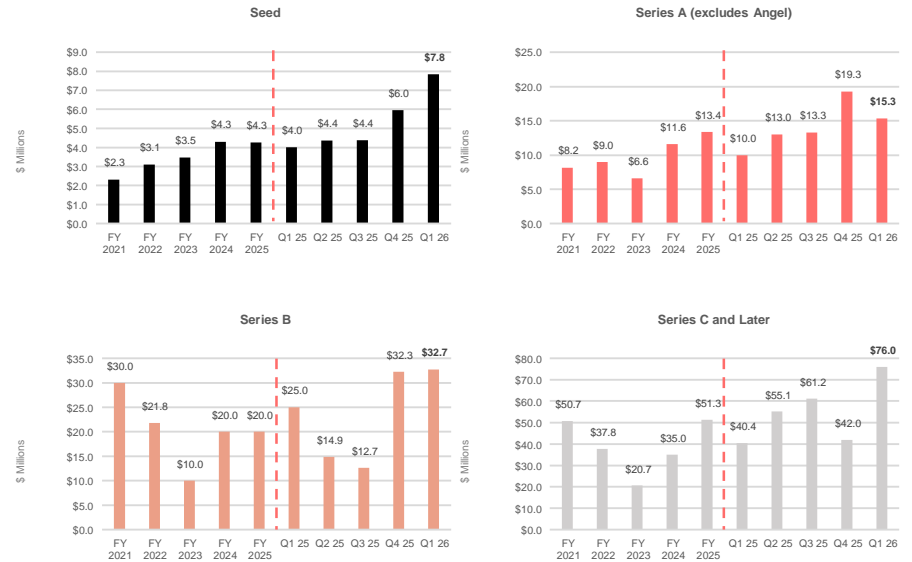 Seed
$ Millions
$9.0
$8.0
$7.0
$6.0
$5.0
$4.0
$3.0
$2.0
$1.0
$0.0
$2.3
$3.1
$3.5
$4.3
$4.3
$4.0
$4.4
$4.4
$6.0
$7.8
FY
2021
FY
2022
FY
2023
FY
2024
FY
2025
Q1 25
Q2 25
Q3 25
Q4 25
Q1 26
Series A (excludes Angel)
$ Millions
$25.0
$20.0
$15.0
$10.0
$5.0
$0.0
$8.2
$9.0
$6.6
$11.6
$13.4
$10.0
$13.0
$13.3
$19.3
$15.3
FY
2021
FY
2022
FY
2023
FY
2024
FY
2025
Q1 25
Q2 25
Q3 25
Q4 25
Q1 26
Series B
$ Millions
$35.0
$30.0
$25.0
$20.0
$15.0
$10.0
$5.0
$0.0
$30.0
$21.8
$10.0
$20.0
$20.0
$25.0
$14.9
$12.7
$32.3
$32.7
FY
2021
FY
2022
FY
2023
FY
2024
FY
2025
Q1 25
Q2 25
Q3 25
Q4 25
Q1 26
Series C and Later
$ Millions
$80.0
$70.0
$60.0
$50.0
$40.0
$30.0
$20.0
$10.0
$0.0
$50.7
$37.8
$20.7
$35.0
$51.3
$40.4
$55.1
$61.2
$42.0
$76.0
FY
2021
FY
2022
FY
2023
FY
2024
FY
2025
Q1 25
Q2 25
Q3 25
Q4 25
Q1 26